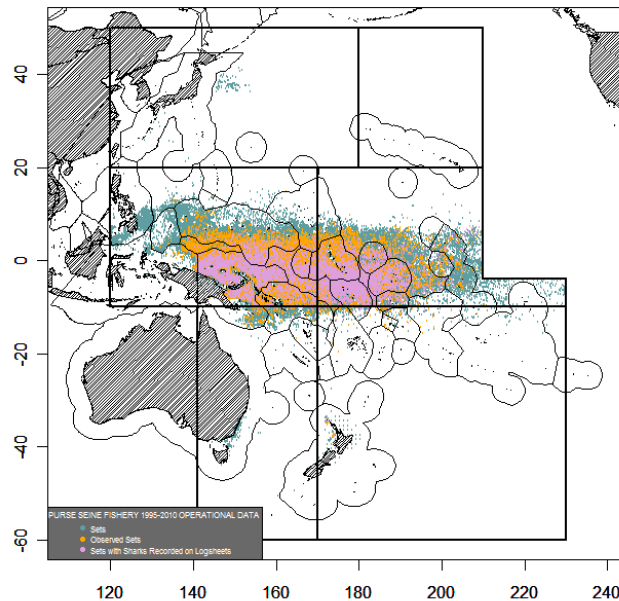 40
20
0
-20
-40
-60
PURSE SEINE FISHERY 1995-2010 OPERATIONAL DATA
Sets
Observed Sets
Sets with Sharks Recorded on Logsheets
120 140 160 180 200 220 240